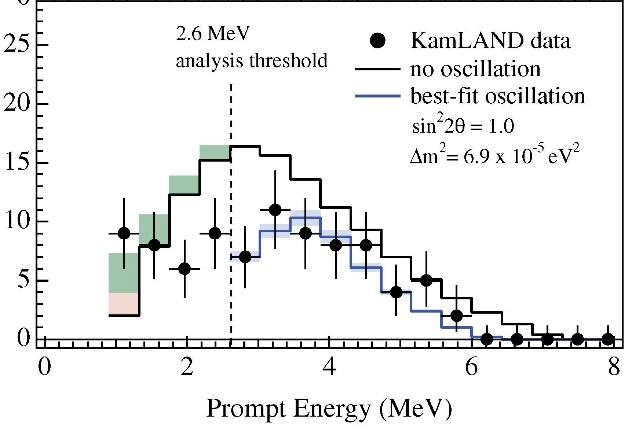 2.6 MeV
analysis threshold
KamLAND data
no oscillation
best-fit oscillation
sin²2θ = 1.0
Δm²= 6.9 x 10⁻⁵ eV²
25
20
15
10
5
0
0 2 4 6 8
Prompt Energy (MeV)